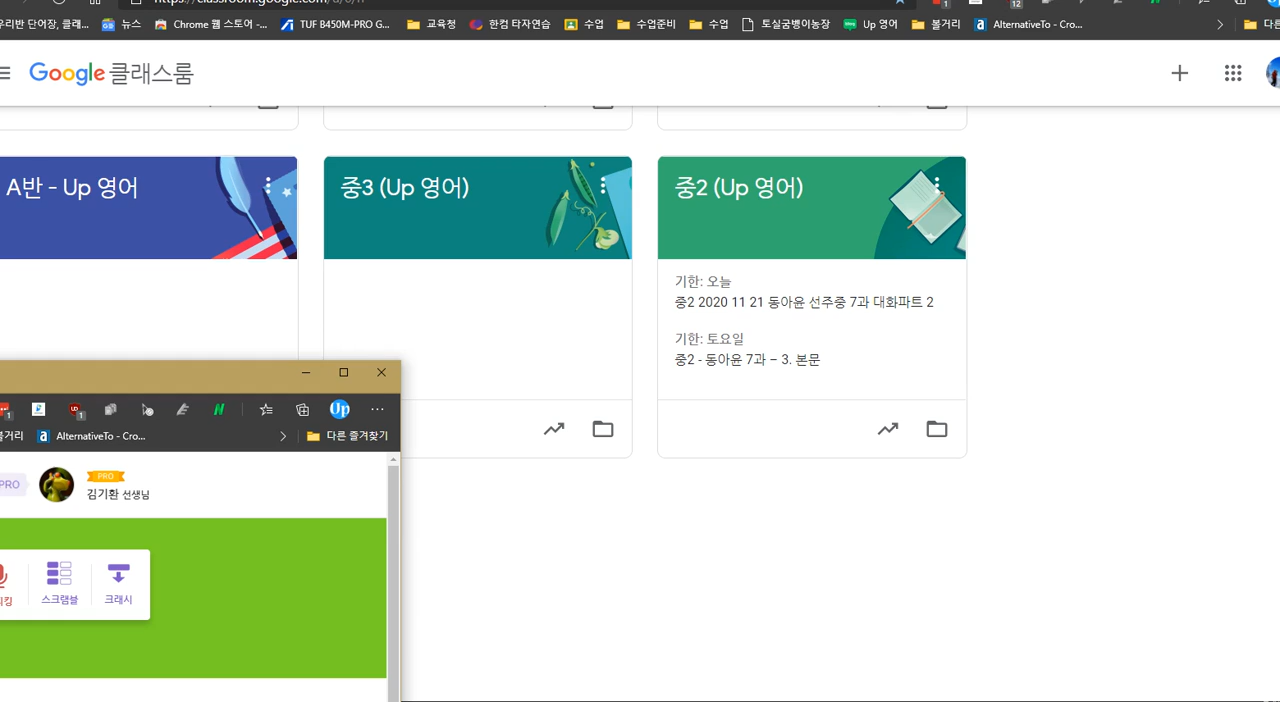 https://classroom.google.com/u/0/h
우리반 단어장, 클래... 뉴스 Chrome 웹 스토어 -... TUF B450M-PRO G... 교육청 한컴 타자연습 수업 수업준비 수업 토실공병영농장 Up 영어 볼거리 AlternativeTo - Cro... 다른
Google 클래스룸
A반 - Up 영어
중3 (Up 영어)
중2 (Up 영어)
기한: 오늘
중2 2020 11 21 동아윤 선주중 7과 대화파트 2
기한: 토요일
중2 - 동아윤 7과 – 3. 본문
Up
볼거리 AlternativeTo - Cro... 다른 즐겨찾기
PRO
PRO
김기환 선생님
스크램블
크래시